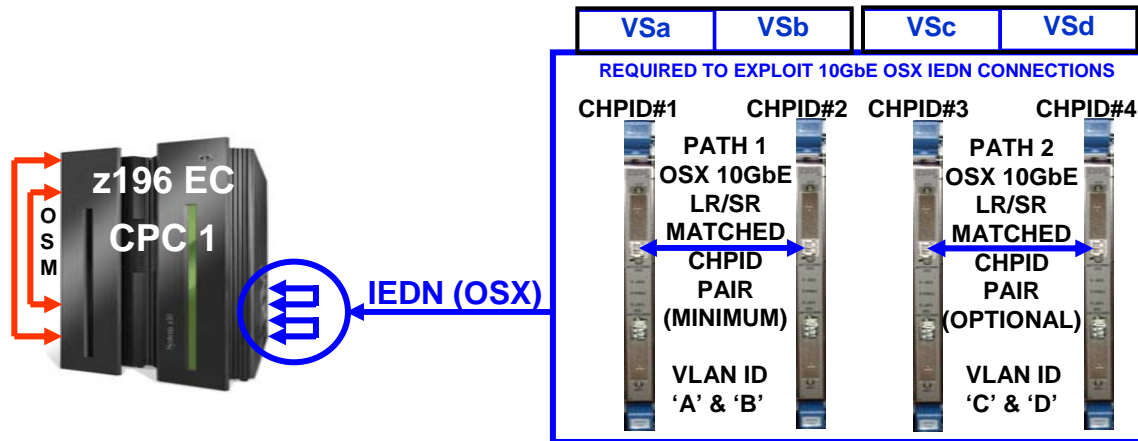 VSa VSb VSc VSd
REQUIRED TO EXPLOIT 10GbE OSX IEDN CONNECTIONS
CHPID#1 CHPID#2 CHPID#3 CHPID#4
PATH 1
OSX 10GbE
LR/SR
MATCHED
CHPID
PAIR
(MINIMUM)
VLAN ID
‘A’ & ‘B’
PATH 2
OSX 10GbE
LR/SR
MATCHED
CHPID
PAIR
(OPTIONAL)
VLAN ID
‘C’ & ‘D’
z196 EC
CPC 1
O
S
M
IEDN (OSX)